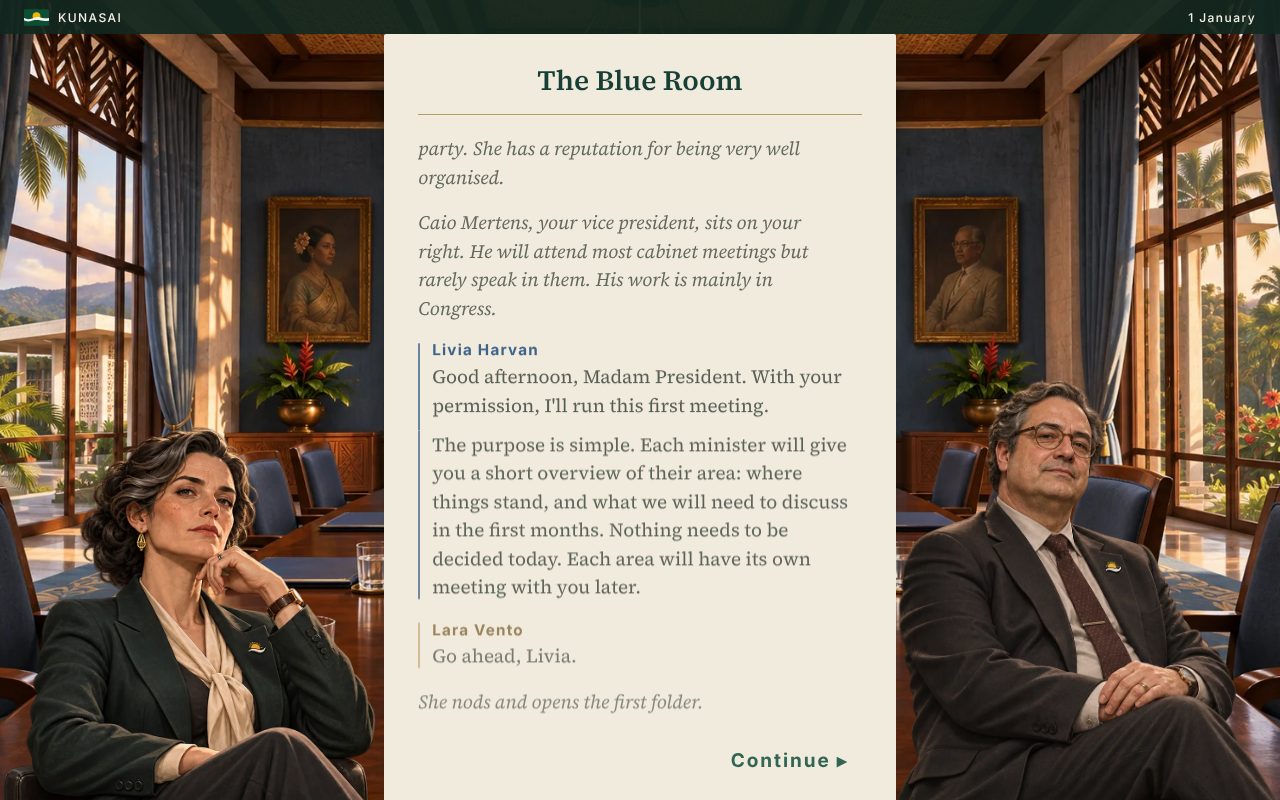 KUNASAI
1 January
The Blue Room
party. She has a reputation for being very well
organised.
Caio Mertens, your vice president, sits on your
right. He will attend most cabinet meetings but
rarely speak in them. His work is mainly in
Congress.
Livia Harvan
Good afternoon, Madam President. With your
permission, I'll run this first meeting.
The purpose is simple. Each minister will give
you a short overview of their area: where
things stand, and what we will need to discuss
in the first months. Nothing needs to be
decided today. Each area will have its own
meeting with you later.
Lara Vento
Go ahead, Livia.
She nods and opens the first folder.
Continue ▸